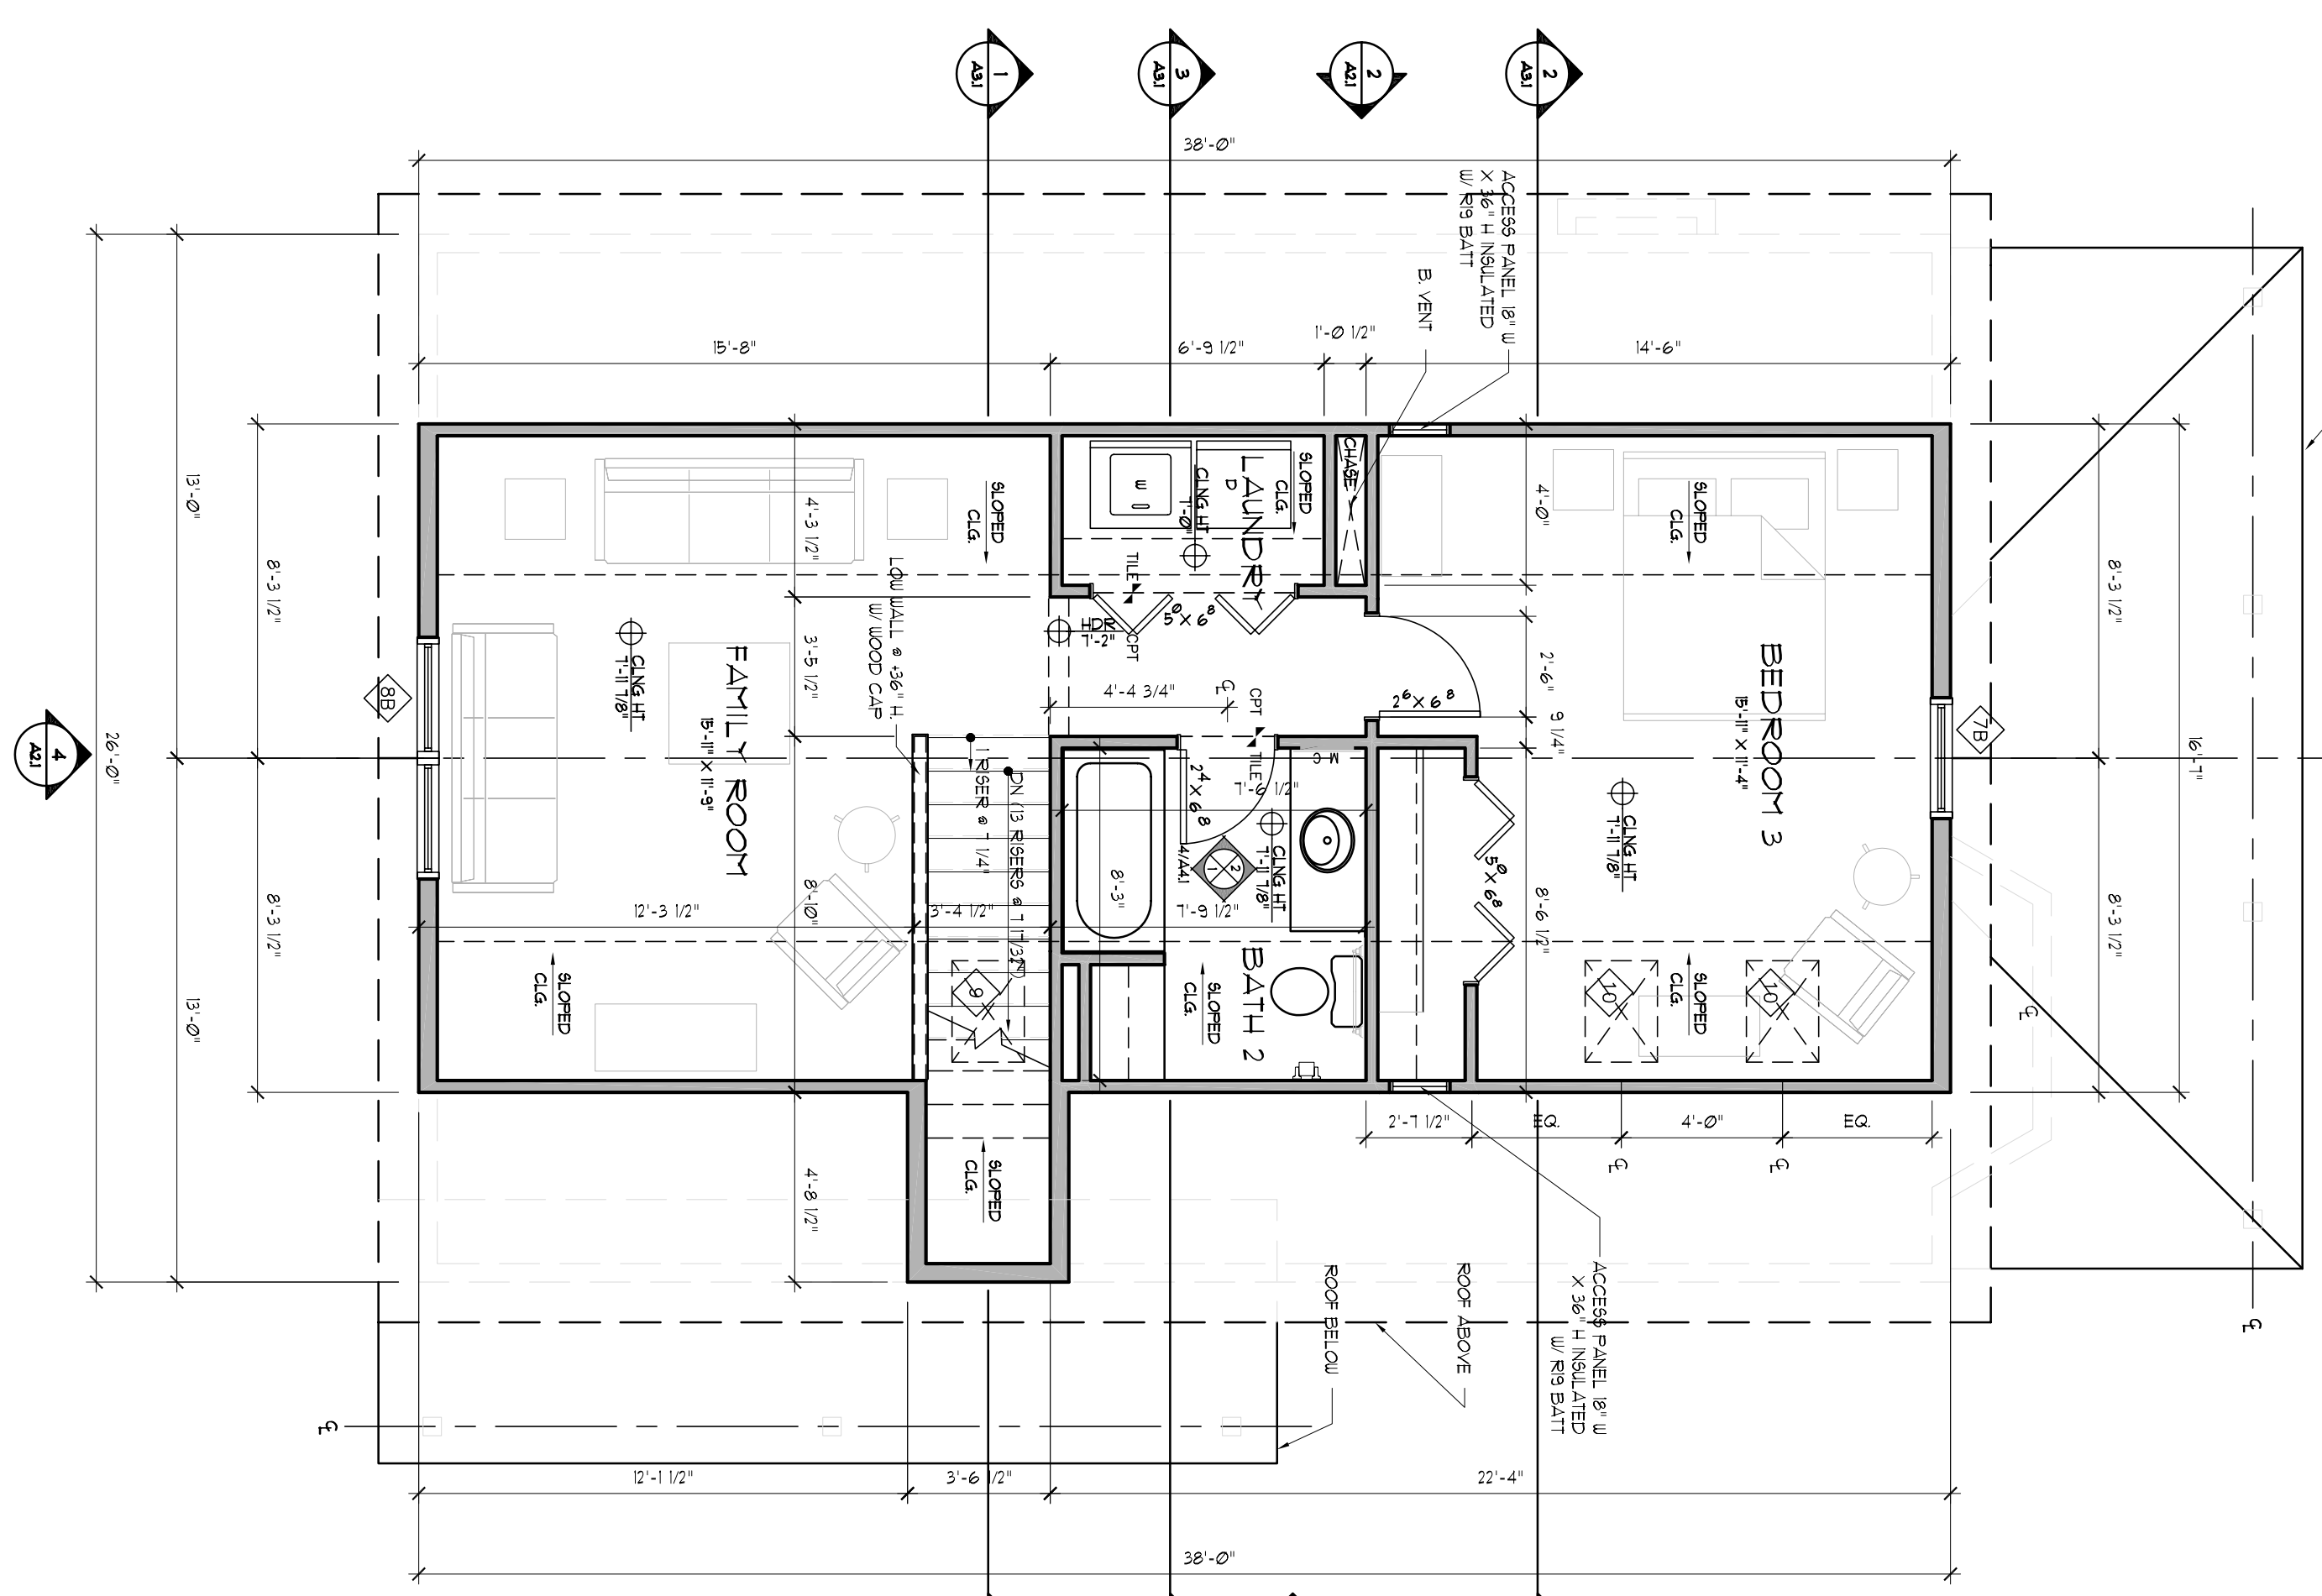 1
A3.1
3
A3.1
2
A2.1
2
A3.1
38'-0"
ACCESS PANEL 18" W
X 36" H INSULATED
W/ R19 BATT
B. VENT
15'-8"
6'-9 1/2"
1'-0 1/2"
14'-6"
13'-0"
8'-3 1/2"
26'-0"
8'-3 1/2"
13'-0"
4
A2.1
8B
SLOPED
CLG.
4'-3 1/2"
3'-5 1/2"
8'-10"
4'-8 1/2"
CLNG HT
7'-11 7/8"
FAMILY ROOM
15'-11" X 11'-9"
LOW WALL @ +36" H.
W/ WOOD CAP
12'-3 1/2"
3'-4 1/2"
SLOPED
CLG.
W
D
CLNG HT
7'-0"
LAUNDRY
SLOPED
CLG.
CHASE
TILE
CPT
HDR
7'-2"
5⁰ X 6⁸
4'-4 3/4"
℄
CPT
TILE
2⁶ X 6⁸
1 RISER @ 7 1/4"
DN (13 RISERS @ 7 17/32")
9
SLOPED
CLG.
2⁴ X 6⁸
M C
7'-6 1/2"
8'-3"
4/A4.1
2
1
CLNG HT
7'-11 7/8"
7'-9 1/2"
BATH 2
SLOPED
CLG.
4'-0"
2'-6"
9 1/4"
8'-6 1/2"
5⁰ X 6⁸
SLOPED
CLG.
BEDROOM 3
15'-11" X 11'-4"
CLNG HT
7'-11 7/8"
SLOPED
CLG.
10
10
7B
8'-3 1/2"
16'-7"
8'-3 1/2"
℄
2'-7 1/2"
EQ.
4'-0"
EQ.
℄
℄
ACCESS PANEL 18" W
X 36" H INSULATED
W/ R19 BATT
ROOF ABOVE
ROOF BELOW
℄
℄
12'-1 1/2"
3'-6 1/2"
22'-4"
38'-0"